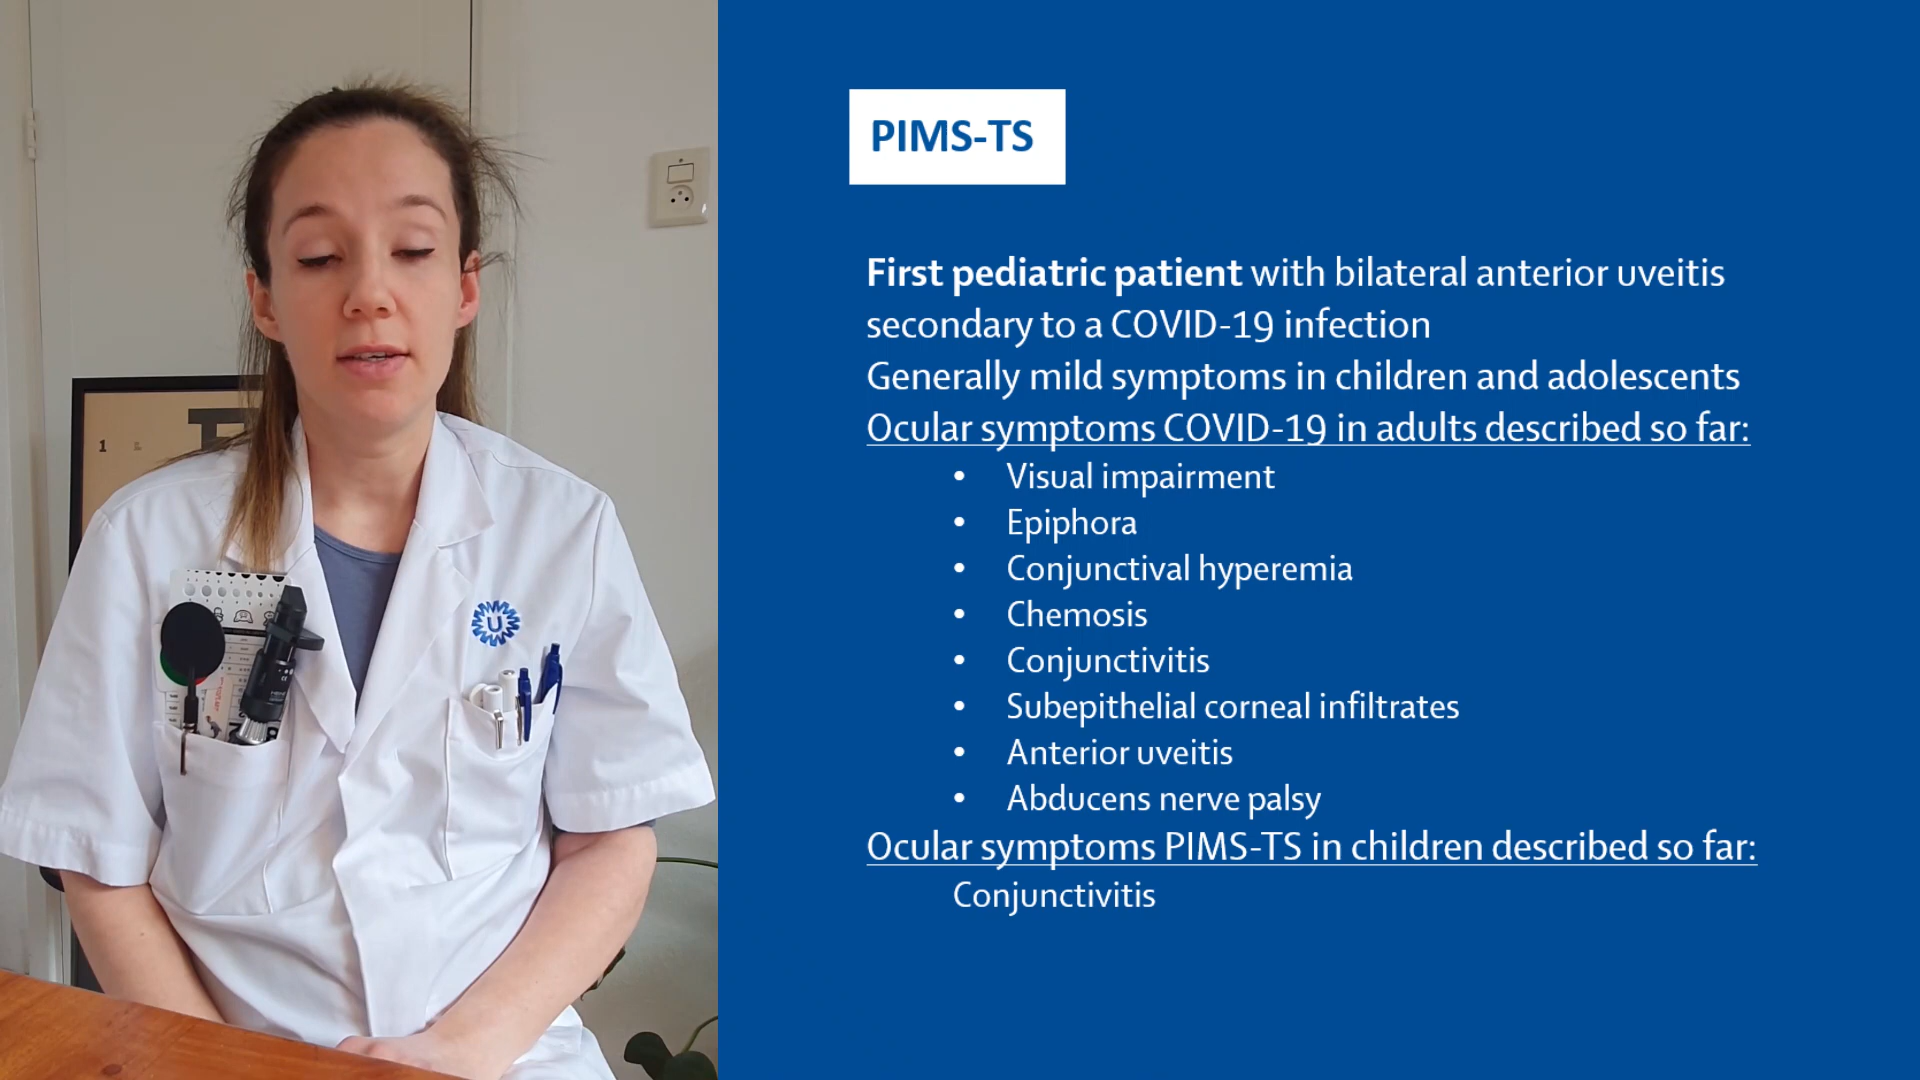 PIMS-TS
First pediatric patient with bilateral anterior uveitis
secondary to a COVID-19 infection
Generally mild symptoms in children and adolescents
Ocular symptoms COVID-19 in adults described so far:
• Visual impairment
• Epiphora
• Conjunctival hyperemia
• Chemosis
• Conjunctivitis
• Subepithelial corneal infiltrates
• Anterior uveitis
• Abducens nerve palsy
Ocular symptoms PIMS-TS in children described so far:
Conjunctivitis
1
U